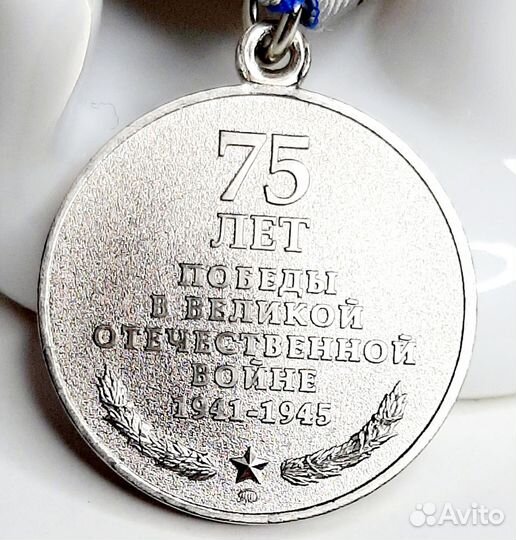 75
ЛЕТ
ПОБЕДЫ
В ВЕЛИКОЙ
ОТЕЧЕСТВЕННОЙ
ВОЙНЕ
1941-1945
Avito